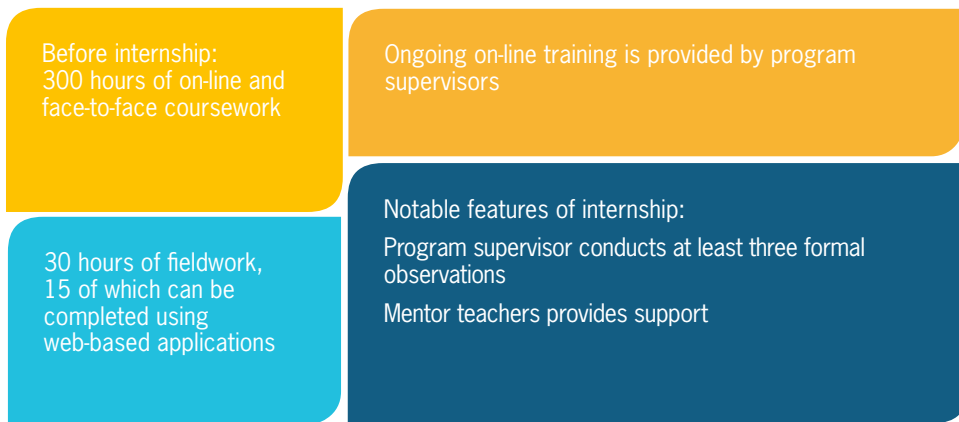 Before internship:
300 hours of on-line and
face-to-face coursework
Ongoing on-line training is provided by program
supervisors
30 hours of fieldwork,
15 of which can be
completed using
web-based applications
Notable features of internship:
Program supervisor conducts at least three formal
observations
Mentor teachers provides support